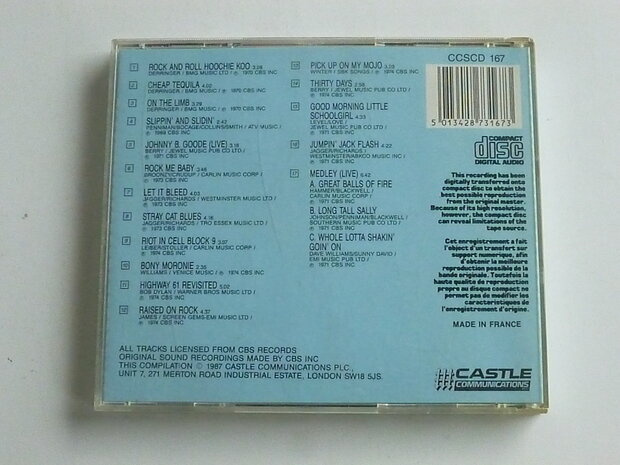 1 ROCK AND ROLL HOOCHIE KOO 3:28
DERRINGER / BMG MUSIC LTD / ℗ 1970 CBS INC
2 CHEAP TEQUILA 4.02
DERRINGER / BMG MUSIC LTD / ℗ 1970 CBS INC
3 ON THE LIMB 3.29
DERRINGER / BMG MUSIC LTD / ℗ 1970 CBS INC
4 SLIPPIN' AND SLIDIN' 2.42
PENNIMAN/BOCAGE/COLLINS/SMITH / ATV MUSIC /
℗ 1969 CBS INC
5 JOHNNY B. GOODE (LIVE) 3.16
BERRY / JEWEL MUSIC PUB CO LTD /
℗ 1971 CBS INC
6 ROCK ME BABY 3.46
/ CARLIN MUSIC CORP /
℗ 1973 CBS INC
7 LET IT BLEED 4.03
JAGGER/RICHARDS / WESTMINSTER MUSIC LTD /
℗ 1973 CBS INC
8 STRAY CAT BLUES 4.16
JAGGER/RICHARDS / TRO ESSEX MUSIC LTD /
℗ 1973 CBS INC
9 RIOT IN CELL BLOCK 9 3.07
LEIBER/STOLLER / CARLIN MUSIC CORP /
℗ 1974 CBS INC
10 BONY MORONIE 2.35
WILLIAMS / VENICE MUSIC / ℗ 1974 CBS INC
11 HIGHWAY 61 REVISITED 5.02
BOB DYLAN / WARNER BROS MUSIC LTD /
℗ 1974 CBS INC
12 RAISED ON ROCK 4.37
JAMES / SCREEN GEMS-EMI MUSIC LTD /
℗ 1974 CBS INC
13 PICK UP ON MY MOJO 3.03
WINTER / SBK SONGS / ℗ 1974 CBS INC
14 THIRTY DAYS 2.58
BERRY / JEWEL MUSIC PUB CO LTD /
℗ 1974 CBS INC
15 GOOD MORNING LITTLE
SCHOOLGIRL 4.33
LEVEL/LOVE /
JEWEL MUSIC PUB CO LTD /
℗ 1971 CBS INC
16 JUMPIN' JACK FLASH 4.22
JAGGER/RICHARDS /
WESTMINSTER/ABKCO MUSIC INC /
℗ 1971 CBS INC
17 MEDLEY (LIVE) 6.42
A. GREAT BALLS OF FIRE
HAMMER/BLACKWELL /
CARLIN MUSIC CORP /
℗ 1971 CBS INC
B. LONG TALL SALLY
JOHNSON/PENNIMAN/BLACKWELL /
SOUTHERN MUSIC PUB CO LTD /
℗ 1971 CBS INC
C. WHOLE LOTTA SHAKIN'
GOIN' ON
DAVE WILLIAMS/SUNNY DAVID /
EMI MUSIC PUB LTD /
℗ 1971 CBS INC
CCSCD 167
5 013428 731673
COMPACT
disc
DIGITAL AUDIO
This recording has been
digitally transferred onto
compact disc to obtain the
best possible reproduction
from the original master.
Because of its high resolution,
however, the compact disc
can reveal limitations of the
tape source.
Cet enregistrement a fait
l'object d'un transfert sur
support numerique, afin
d'obtenir la meilleure
reproduction possible de la
bande originale. Toutefois la
haute qualite de reproduction
propre au disque compact ne
permet pas de modifier les
caracteristiques de
l'enregistrement d'origine.
MADE IN FRANCE
ALL TRACKS LICENSED FROM CBS RECORDS
ORIGINAL SOUND RECORDINGS MADE BY CBS INC
THIS COMPILATION © 1987 CASTLE COMMUNICATIONS PLC.,
UNIT 7, 271 MERTON ROAD INDUSTRIAL ESTATE, LONDON SW18 5JS.
CASTLE
COMMUNICATIONS